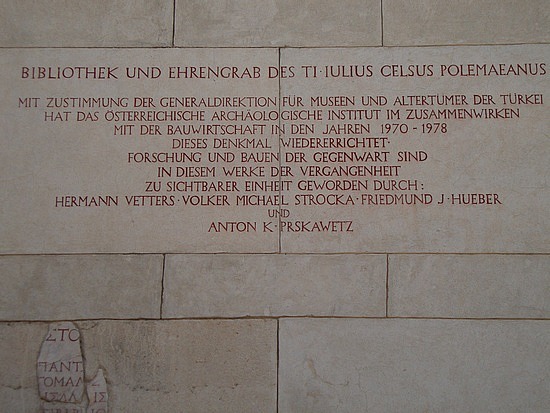 BIBLIOTHEK UND EHRENGRAB DES TI·IULIUS CELSUS POLEMAEANUS
MIT ZUSTIMMUNG DER GENERALDIREKTION FÜR MUSEEN UND ALTERTÜMER DER TÜRKEI
HAT DAS ÖSTERREICHISCHE ARCHÄOLOGISCHE INSTITUT IM ZUSAMMENWIRKEN
MIT DER BAUWIRTSCHAFT IN DEN JAHREN 1970 - 1978
DIESES DENKMAL WIEDERERRICHTET·
FORSCHUNG UND BAUEN DER GEGENWART SIND
IN DIESEM WERKE DER VERGANGENHEIT
ZU SICHTBARER EINHEIT GEWORDEN DURCH:
HERMANN VETTERS · VOLKER MICHAEL STROCKA · FRIEDMUND J · HUEBER
UND
ANTON K · PRSKAWETZ
ΣΤΟ